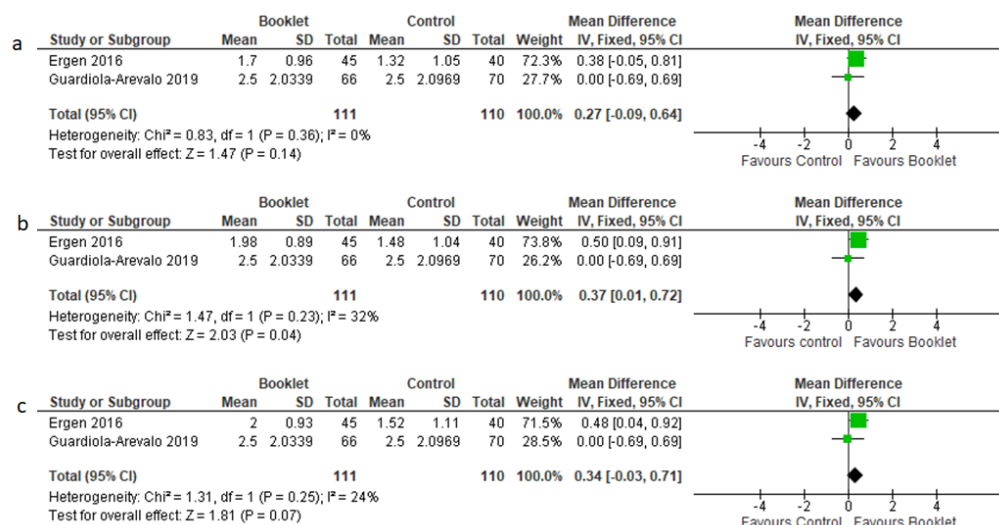 a
Booklet Control Mean Difference Mean Difference
Study or Subgroup Mean SD Total Mean SD Total Weight IV, Fixed, 95% CI IV, Fixed, 95% CI
Ergen 2016 1.7 0.96 45 1.32 1.05 40 72.3% 0.38 [-0.05, 0.81]
Guardiola-Arevalo 2019 2.5 2.0339 66 2.5 2.0969 70 27.7% 0.00 [-0.69, 0.69]
Total (95% CI) 111 110 100.0% 0.27 [-0.09, 0.64]
Heterogeneity: Chi² = 0.83, df = 1 (P = 0.36); I² = 0%
Test for overall effect: Z = 1.47 (P = 0.14)
-4 -2 0 2 4
Favours Control Favours Booklet
b
Booklet Control Mean Difference Mean Difference
Study or Subgroup Mean SD Total Mean SD Total Weight IV, Fixed, 95% CI IV, Fixed, 95% CI
Ergen 2016 1.98 0.89 45 1.48 1.04 40 73.8% 0.50 [0.09, 0.91]
Guardiola-Arevalo 2019 2.5 2.0339 66 2.5 2.0969 70 26.2% 0.00 [-0.69, 0.69]
Total (95% CI) 111 110 100.0% 0.37 [0.01, 0.72]
Heterogeneity: Chi² = 1.47, df = 1 (P = 0.23); I² = 32%
Test for overall effect: Z = 2.03 (P = 0.04)
-4 -2 0 2 4
Favours control Favours Booklet
c
Booklet Control Mean Difference Mean Difference
Study or Subgroup Mean SD Total Mean SD Total Weight IV, Fixed, 95% CI IV, Fixed, 95% CI
Ergen 2016 2 0.93 45 1.52 1.11 40 71.5% 0.48 [0.04, 0.92]
Guardiola-Arevalo 2019 2.5 2.0339 66 2.5 2.0969 70 28.5% 0.00 [-0.69, 0.69]
Total (95% CI) 111 110 100.0% 0.34 [-0.03, 0.71]
Heterogeneity: Chi² = 1.31, df = 1 (P = 0.25); I² = 24%
Test for overall effect: Z = 1.81 (P = 0.07)
-4 -2 0 2 4
Favours Control Favours Booklet